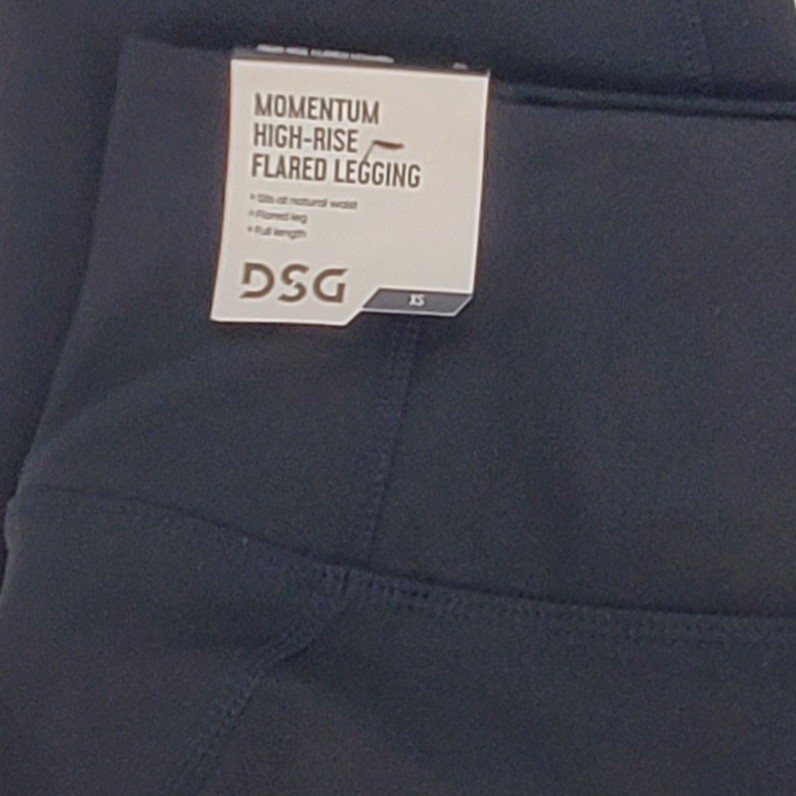 MOMENTUM
HIGH-RISE
FLARED LEGGING
Sits at natural waist
Flared leg
Full length
DSG
XS